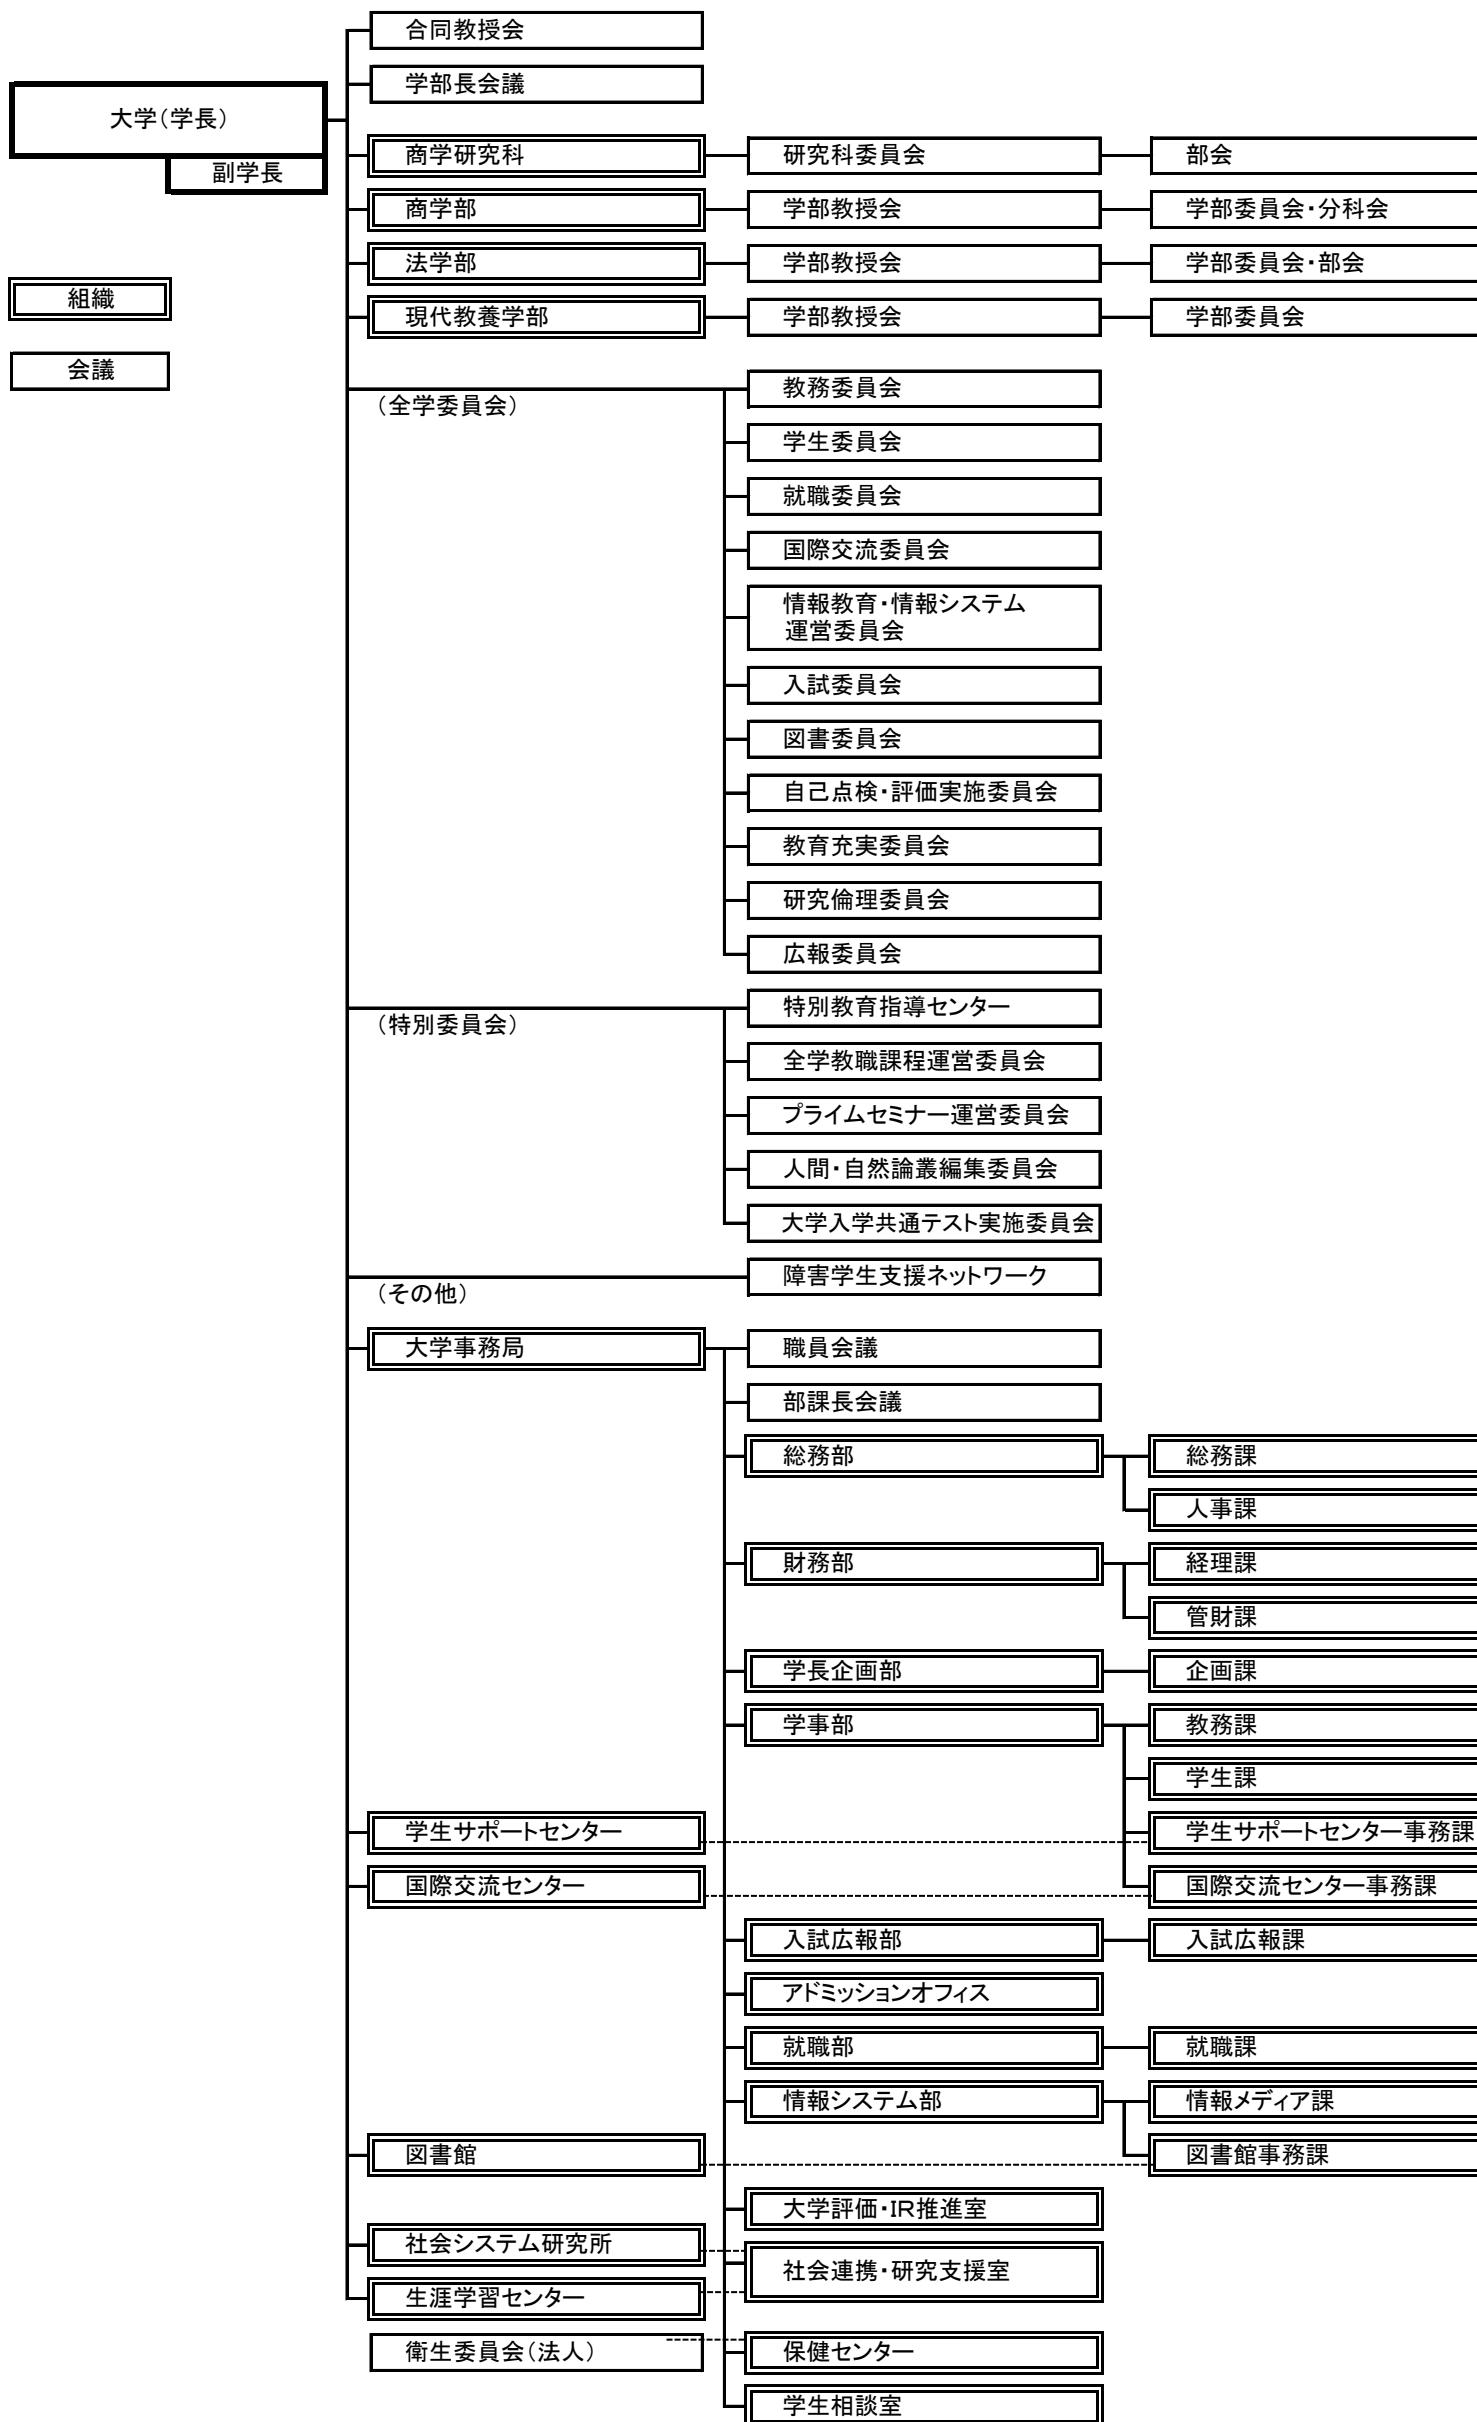 合同教授会
学部長会議
大学（学長）
副学長
商学研究科
研究科委員会
部会
商学部
学部教授会
学部委員会・分科会
法学部
学部教授会
学部委員会・部会
組織
現代教養学部
学部教授会
学部委員会
会議
（全学委員会）
教務委員会
学生委員会
就職委員会
国際交流委員会
情報教育・情報システム
運営委員会
入試委員会
図書委員会
自己点検・評価実施委員会
教育充実委員会
研究倫理委員会
広報委員会
（特別委員会）
特別教育指導センター
全学教職課程運営委員会
プライムセミナー運営委員会
人間・自然論叢編集委員会
大学入学共通テスト実施委員会
（その他）
障害学生支援ネットワーク
大学事務局
職員会議
部課長会議
総務部
総務課
人事課
財務部
経理課
管財課
学長企画部
企画課
学事部
教務課
学生課
学生サポートセンター
学生サポートセンター事務課
国際交流センター
国際交流センター事務課
入試広報部
入試広報課
アドミッションオフィス
就職部
就職課
情報システム部
情報メディア課
図書館
図書館事務課
大学評価・IR推進室
社会システム研究所
社会連携・研究支援室
生涯学習センター
衛生委員会（法人）
保健センター
学生相談室